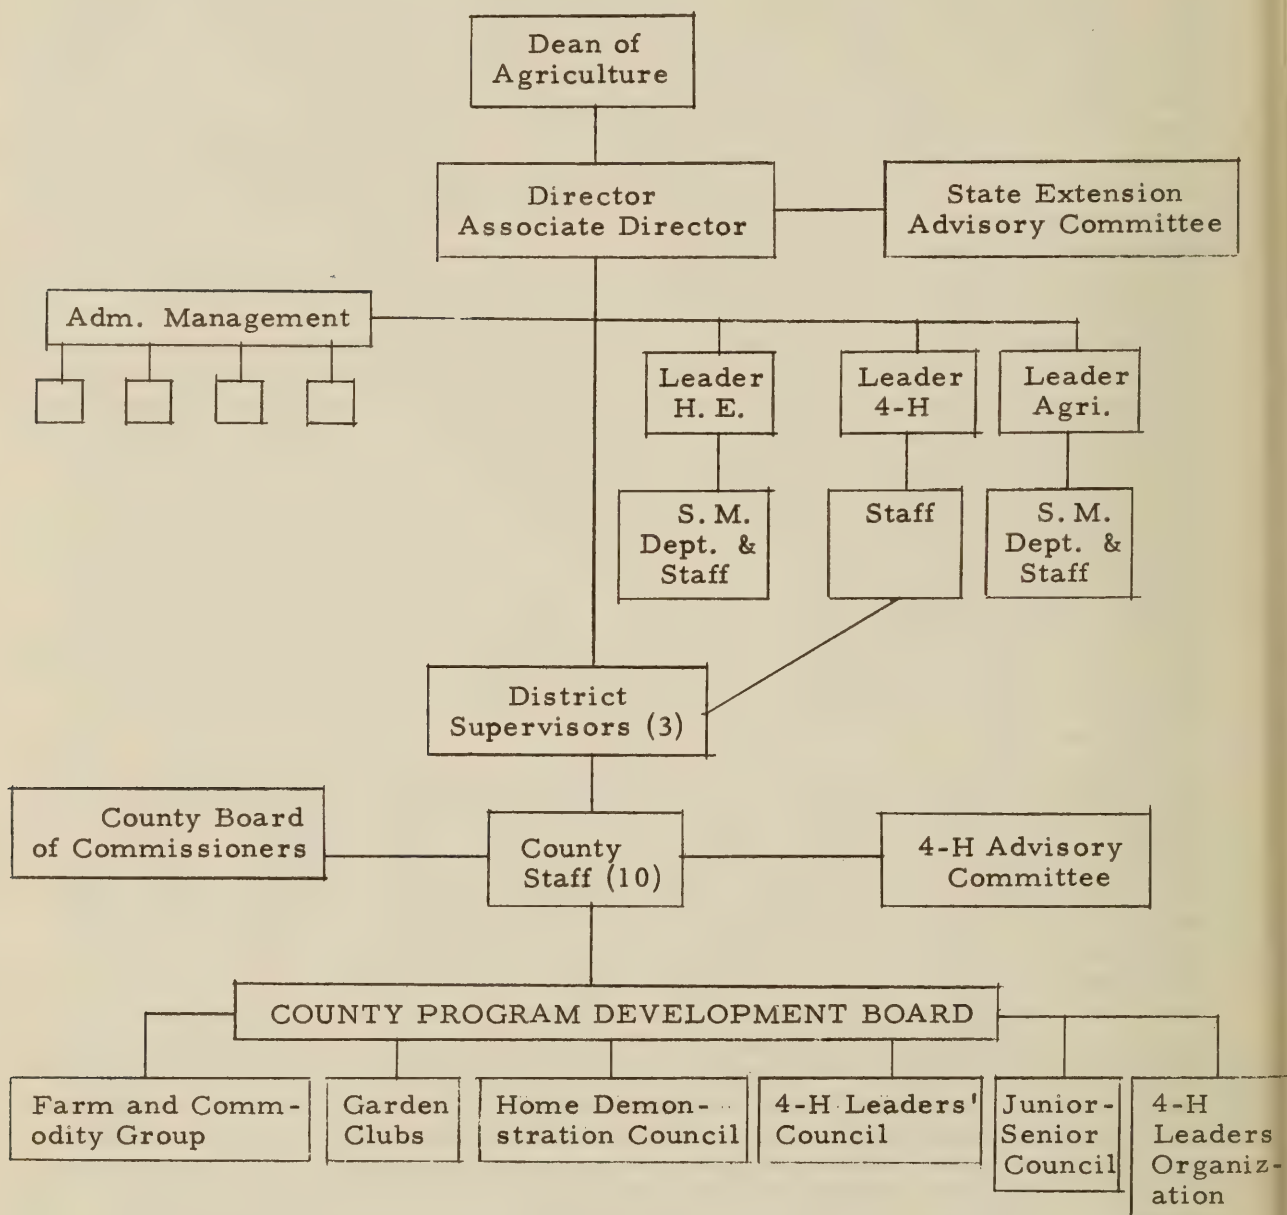 Dean of
Agriculture
Director
Associate Director
State Extension
Advisory Committee
Adm. Management
Leader
H. E.
Leader
4-H
Leader
Agri.
S. M.
Dept. &
Staff
Staff
S. M.
Dept. &
Staff
District
Supervisors (3)
County Board
of Commissioners
County
Staff (10)
4-H Advisory
Committee
COUNTY PROGRAM DEVELOPMENT BOARD
Farm and Comm-
odity Group
Garden
Clubs
Home Demon-
stration Council
4-H Leaders'
Council
Junior-
Senior
Council
4-H
Leaders
Organiz-
ation